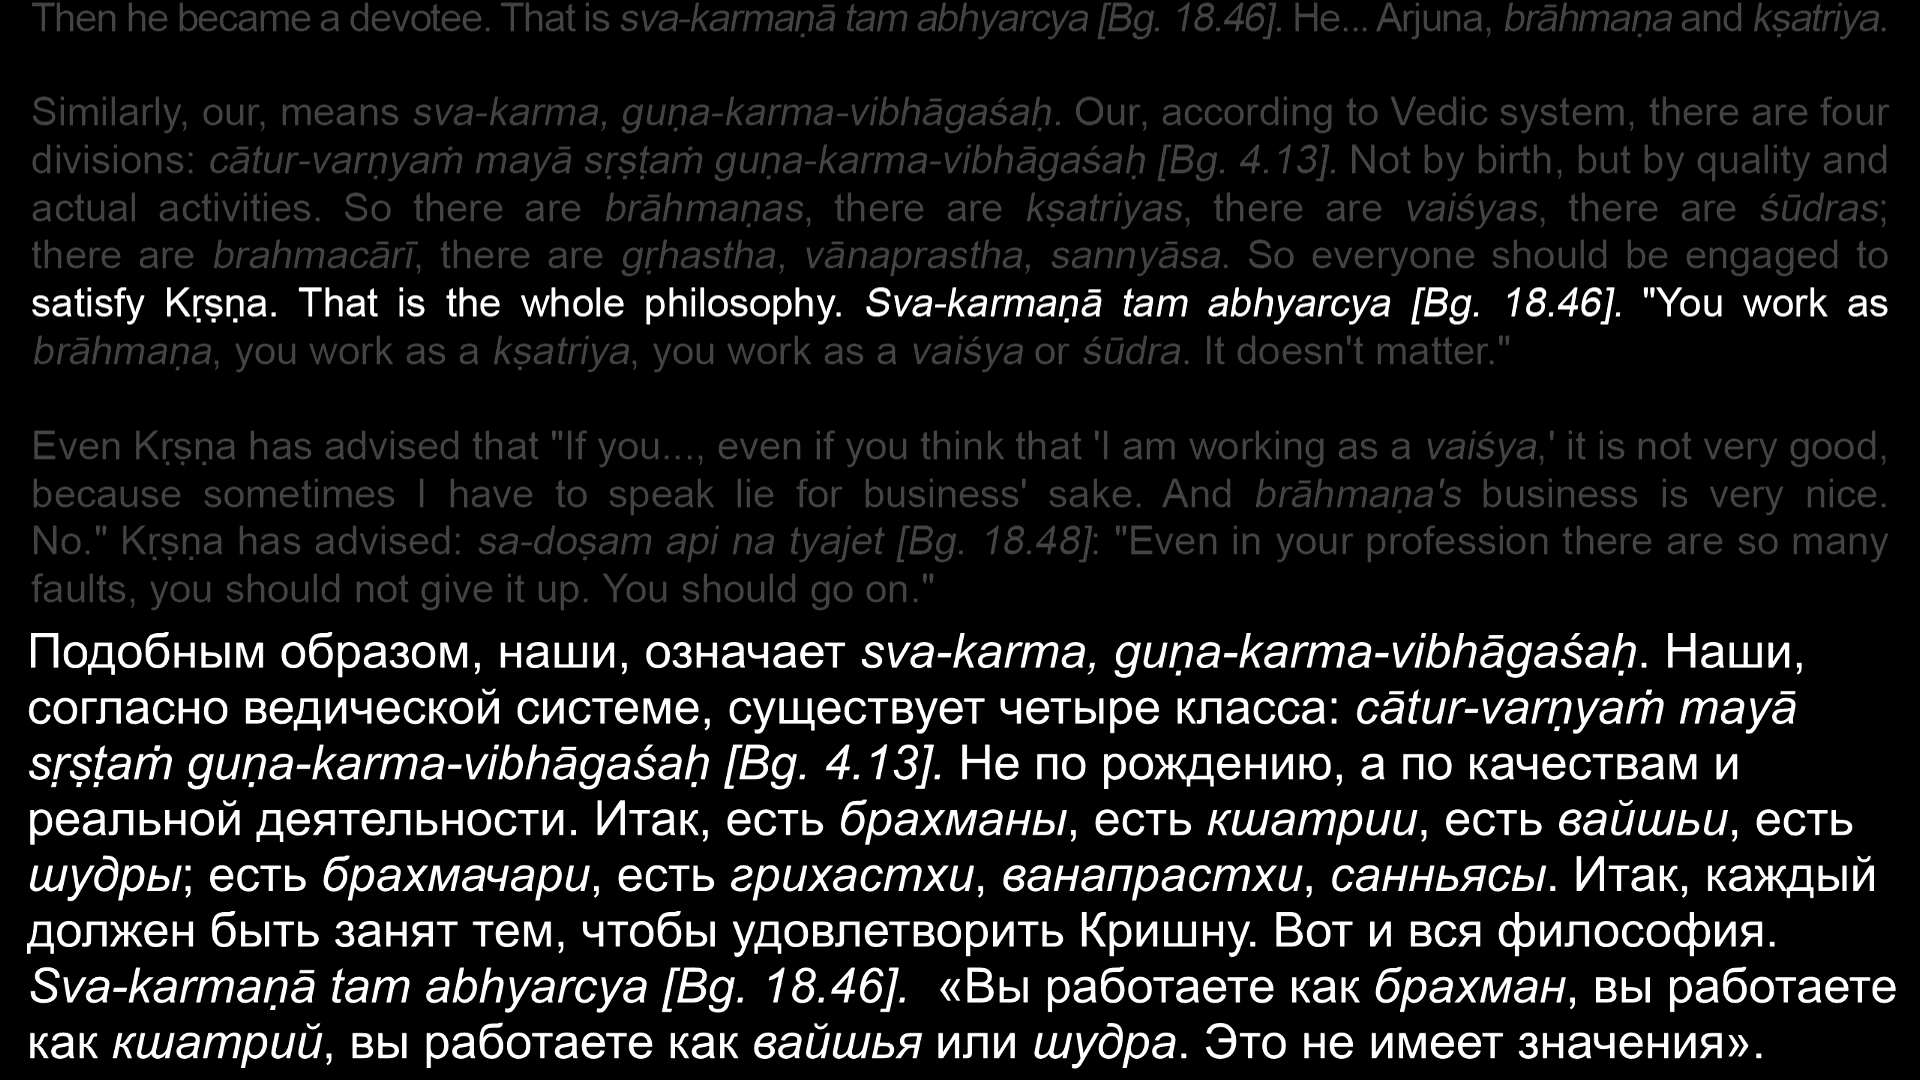 Then he became a devotee. That is sva-karmaṇā tam abhyarcya [Bg. 18.46]. He... Arjuna, brāhmaṇa and kṣatriya.
Similarly, our, means sva-karma, guṇa-karma-vibhāgaśaḥ. Our, according to Vedic system, there are four
divisions: cātur-varṇyaṁ mayā sṛṣṭaṁ guṇa-karma-vibhāgaśaḥ [Bg. 4.13]. Not by birth, but by quality and
actual activities. So there are brāhmaṇas, there are kṣatriyas, there are vaiśyas, there are śūdras;
there are brahmacārī, there are gṛhastha, vānaprastha, sannyāsa. So everyone should be engaged to
satisfy Kṛṣṇa. That is the whole philosophy. Sva-karmaṇā tam abhyarcya [Bg. 18.46]. "You work as
brāhmaṇa, you work as a kṣatriya, you work as a vaiśya or śūdra. It doesn't matter."
Even Kṛṣṇa has advised that "If you..., even if you think that 'I am working as a vaiśya,' it is not very good,
because sometimes I have to speak lie for business' sake. And brāhmaṇa's business is very nice.
No." Kṛṣṇa has advised: sa-doṣam api na tyajet [Bg. 18.48]: "Even in your profession there are so many
faults, you should not give it up. You should go on."
Подобным образом, наши, означает sva-karma, guṇa-karma-vibhāgaśaḥ. Наши,
согласно ведической системе, существует четыре класса: cātur-varṇyaṁ mayā
sṛṣṭaṁ guṇa-karma-vibhāgaśaḥ [Bg. 4.13]. Не по рождению, а по качествам и
реальной деятельности. Итак, есть брахманы, есть кшатрии, есть вайшьи, есть
шудры; есть брахмачари, есть грихастхи, ванапрастхи, санньясы. Итак, каждый
должен быть занят тем, чтобы удовлетворить Кришну. Вот и вся философия.
Sva-karmaṇā tam abhyarcya [Bg. 18.46]. «Вы работаете как брахман, вы работаете
как кшатрий, вы работаете как вайшья или шудра. Это не имеет значения».